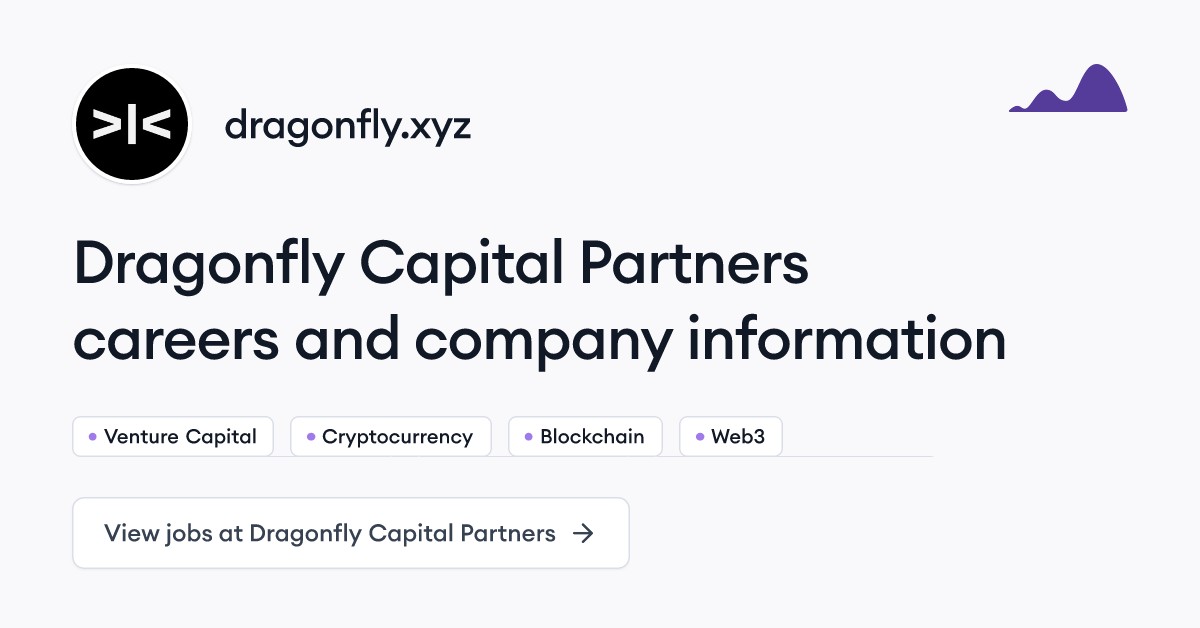 >|<
dragonfly.xyz
Dragonfly Capital Partners
careers and company information
Venture Capital
Cryptocurrency
Blockchain
Web3
View jobs at Dragonfly Capital Partners →